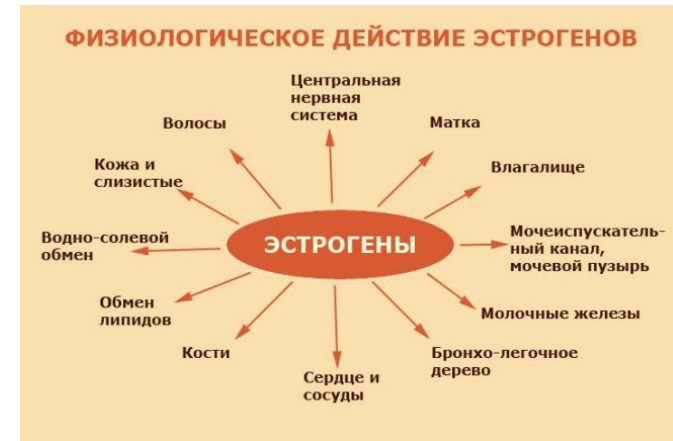 ФИЗИОЛОГИЧЕСКОЕ ДЕЙСТВИЕ ЭСТРОГЕНОВ
Центральная
нервная
система
Волосы
Матка
Кожа и
слизистые
Влагалище
Водно-солевой
обмен
ЭСТРОГЕНЫ
Мочеиспускатель-
ный канал,
мочевой пузырь
Обмен
липидов
Молочные железы
Кости
Бронхо-легочное
дерево
Сердце и
сосуды